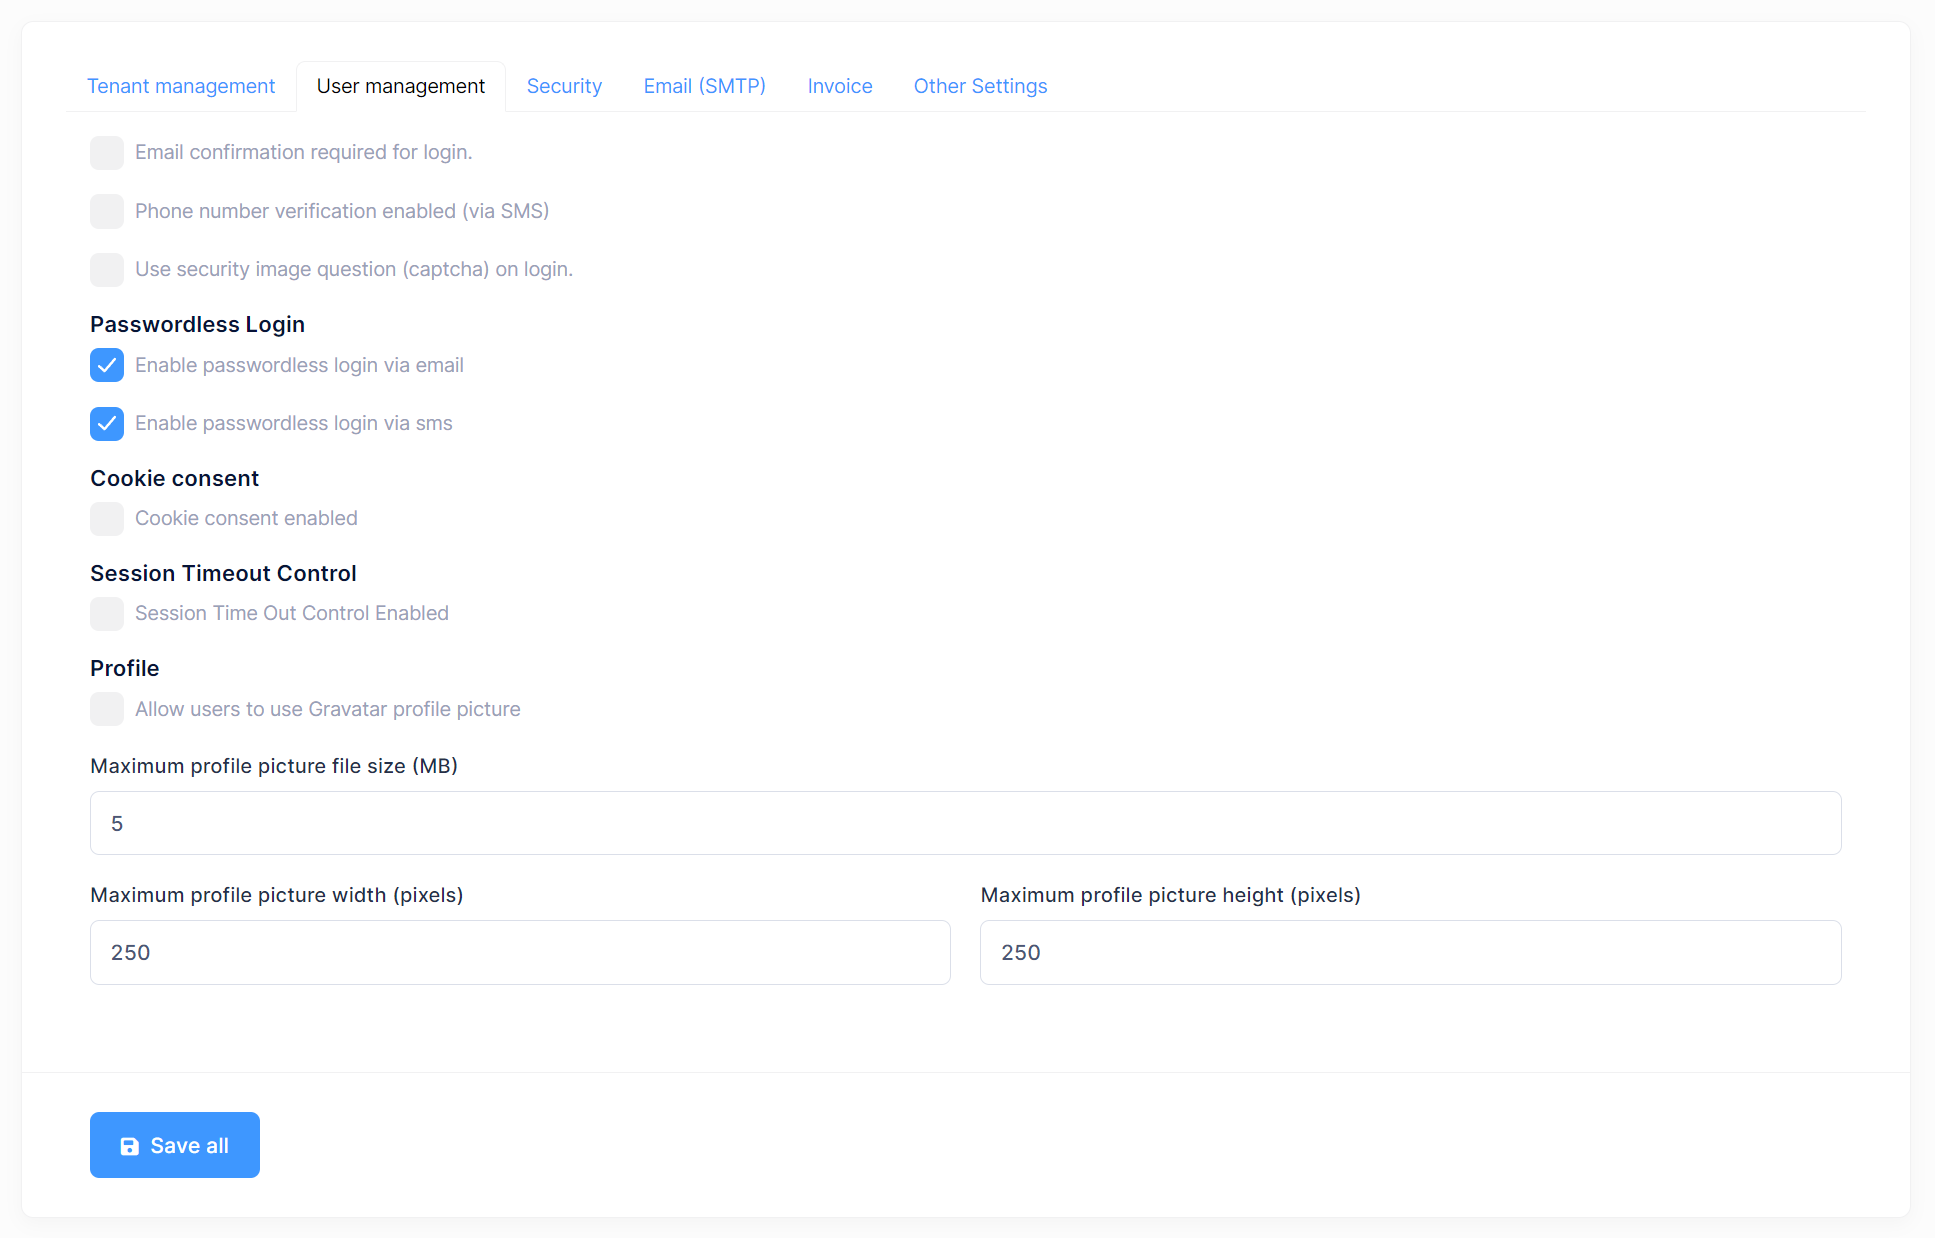 Tenant management User management Security Email (SMTP) Invoice Other Settings
Email confirmation required for login.
Phone number verification enabled (via SMS)
Use security image question (captcha) on login.
Passwordless Login
Enable passwordless login via email
Enable passwordless login via sms
Cookie consent
Cookie consent enabled
Session Timeout Control
Session Time Out Control Enabled
Profile
Allow users to use Gravatar profile picture
Maximum profile picture file size (MB)
5
Maximum profile picture width (pixels) Maximum profile picture height (pixels)
250 250
Save all